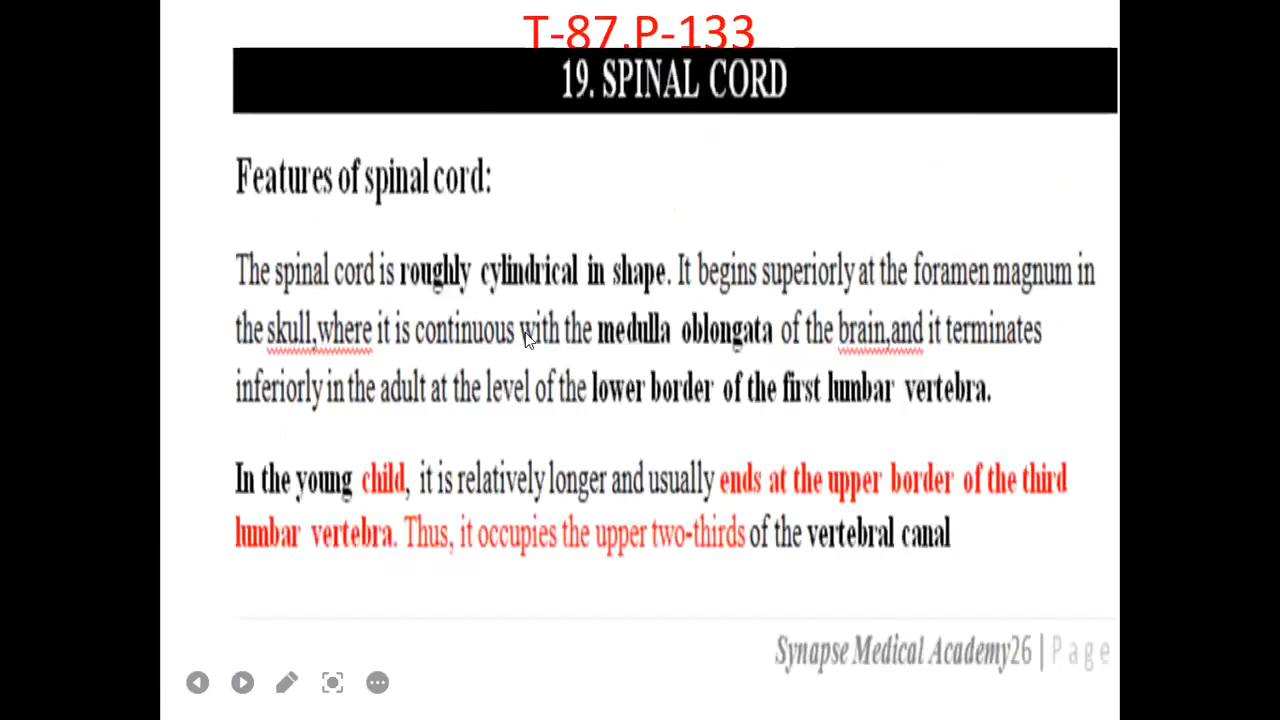 T-87.P-133
19. SPINAL CORD
Features of spinal cord:
The spinal cord is roughly cylindrical in shape. It begins superiorly at the foramen magnum in
the skull,where it is continuous with the medulla oblongata of the brain,and it terminates
inferiorly in the adult at the level of the lower border of the first lumbar vertebra.
In the young child, it is relatively longer and usually ends at the upper border of the third
lumbar vertebra. Thus, it occupies the upper two-thirds of the vertebral canal
Synapse Medical Academy26 | Page